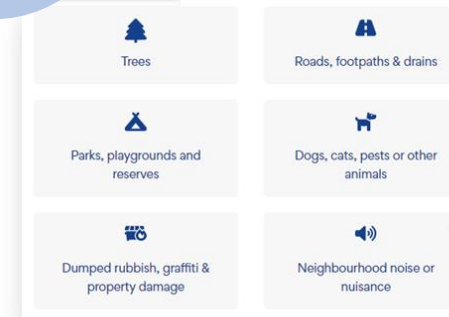 Trees
Roads, footpaths & drains
Parks, playgrounds and
reserves
Dogs, cats, pests or other
animals
Dumped rubbish, graffiti &
property damage
Neighbourhood noise or
nuisance